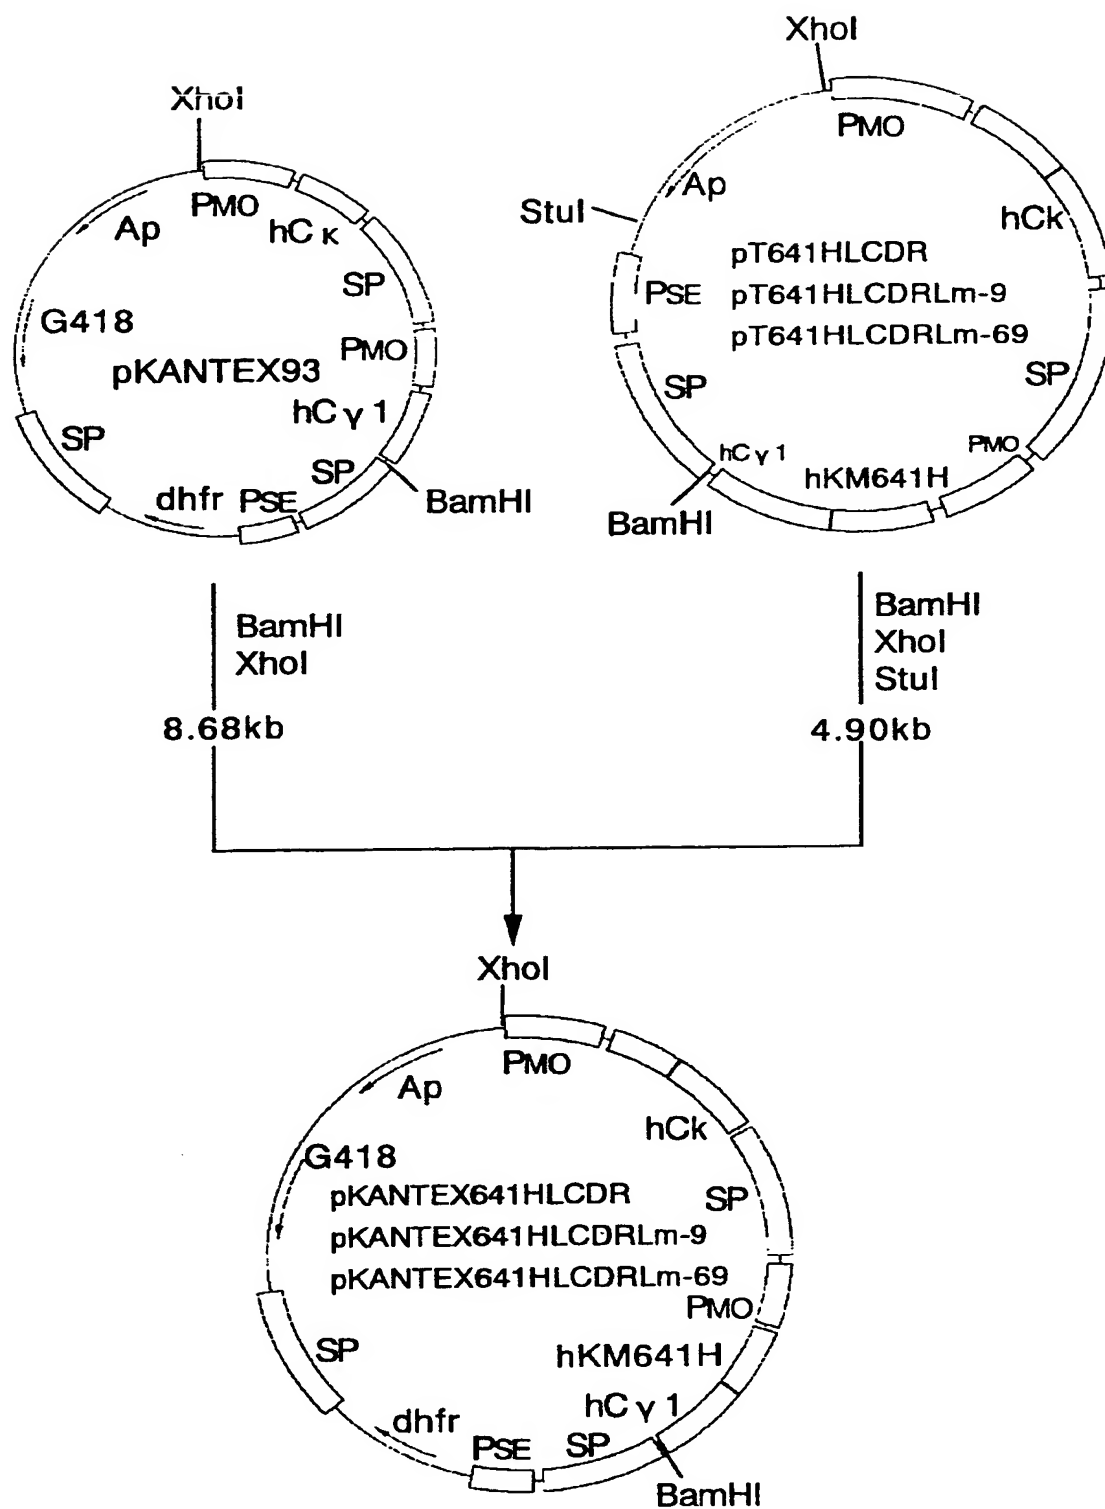 XhoI
PMO
hCκ
SP
PMO
hCγ1
SP
BamHI
PSE
dhfr
SP
G418
Ap
pKANTEX93
XhoI
PMO
hCk
SP
PMO
hKM641H
hCγ1
BamHI
SP
PSE
StuI
Ap
pT641HLCDR
pT641HLCDRLm-9
pT641HLCDRLm-69
BamHI
XhoI
8.68kb
BamHI
XhoI
StuI
4.90kb
XhoI
PMO
hCk
SP
PMO
hKM641H
hCγ1
BamHI
SP
PSE
dhfr
SP
G418
Ap
pKANTEX641HLCDR
pKANTEX641HLCDRLm-9
pKANTEX641HLCDRLm-69